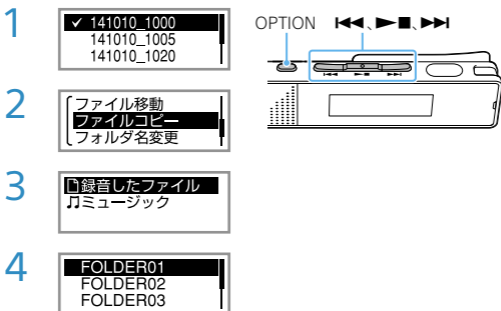 1
✓ 141010_1000
141010_1005
141010_1020
OPTION ⏮、▶■、⏭
2
ファイル移動
ファイルコピー
フォルダ名変更
3
録音したファイル
♫ミュージック
4
FOLDER01
FOLDER02
FOLDER03